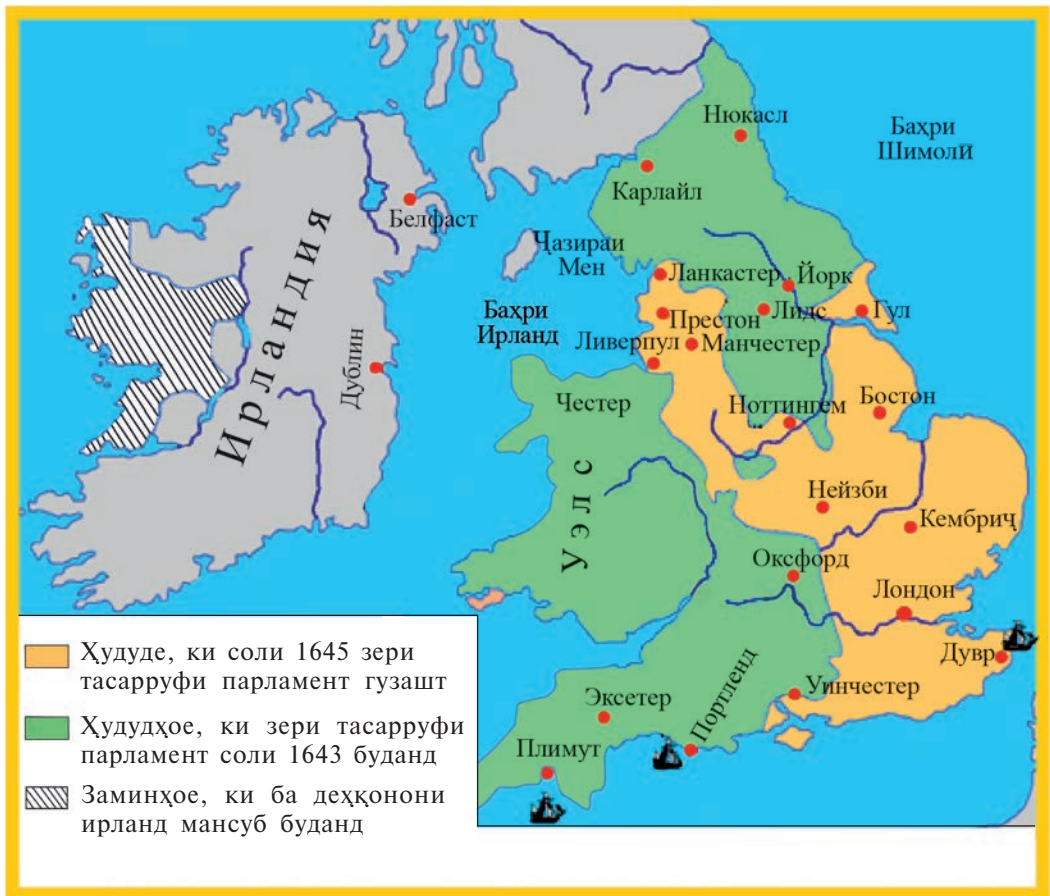 Нюкасл
Баҳри
Шимолӣ
Карлайл
Белфаст
Ҷазираи
Мен
Ланкастер
Йорк
Баҳри
Ирланд
Престон
Лидс
Гул
Ливерпул
Манчестер
Ирландия
Дублин
Честер
Ноттингем
Бостон
Уэлс
Нейзби
Кембриҷ
Оксфорд
Лондон
Дувр
Уинчестер
Эксетер
Портленд
Плимут
Ҳудуде, ки соли 1645 зери
тасарруфи парламент гузашт
Ҳудудҳое, ки зери тасарруфи
парламент соли 1643 буданд
Заминҳое, ки ба деҳқонони
ирланд мансуб буданд